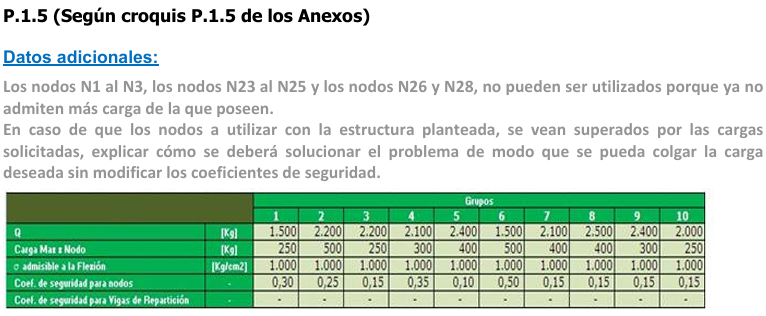 P.1.5 (Según croquis P.1.5 de los Anexos)
Datos adicionales:
Los nodos N1 al N3, los nodos N23 al N25 y los nodos N26 y N28, no pueden ser utilizados porque ya no
admiten más carga de la que poseen.
En caso de que los nodos a utilizar con la estructura planteada, se vean superados por las cargas
solicitadas, explicar cómo se deberá solucionar el problema de modo que se pueda colgar la carga
deseada sin modificar los coeficientes de seguridad.
Grupos
1 2 3 4 5 6 7 8 9 10
Q [Kg] 1.500 2.200 2.200 2.100 2.400 1.500 2.100 2.500 2.400 2.000
Carga Max x Nodo [Kg] 250 500 250 300 400 500 400 400 300 250
σ admisible a la Flexión [Kg/cm2] 1.000 1.000 1.000 1.000 1.000 1.000 1.000 1.000 1.000 1.000
Coef. de seguridad para nodos - 0,30 0,25 0,15 0,35 0,10 0,50 0,15 0,15 0,15 0,15
Coef. de seguridad para Vigas de Repartición - - - - - - - - - - -